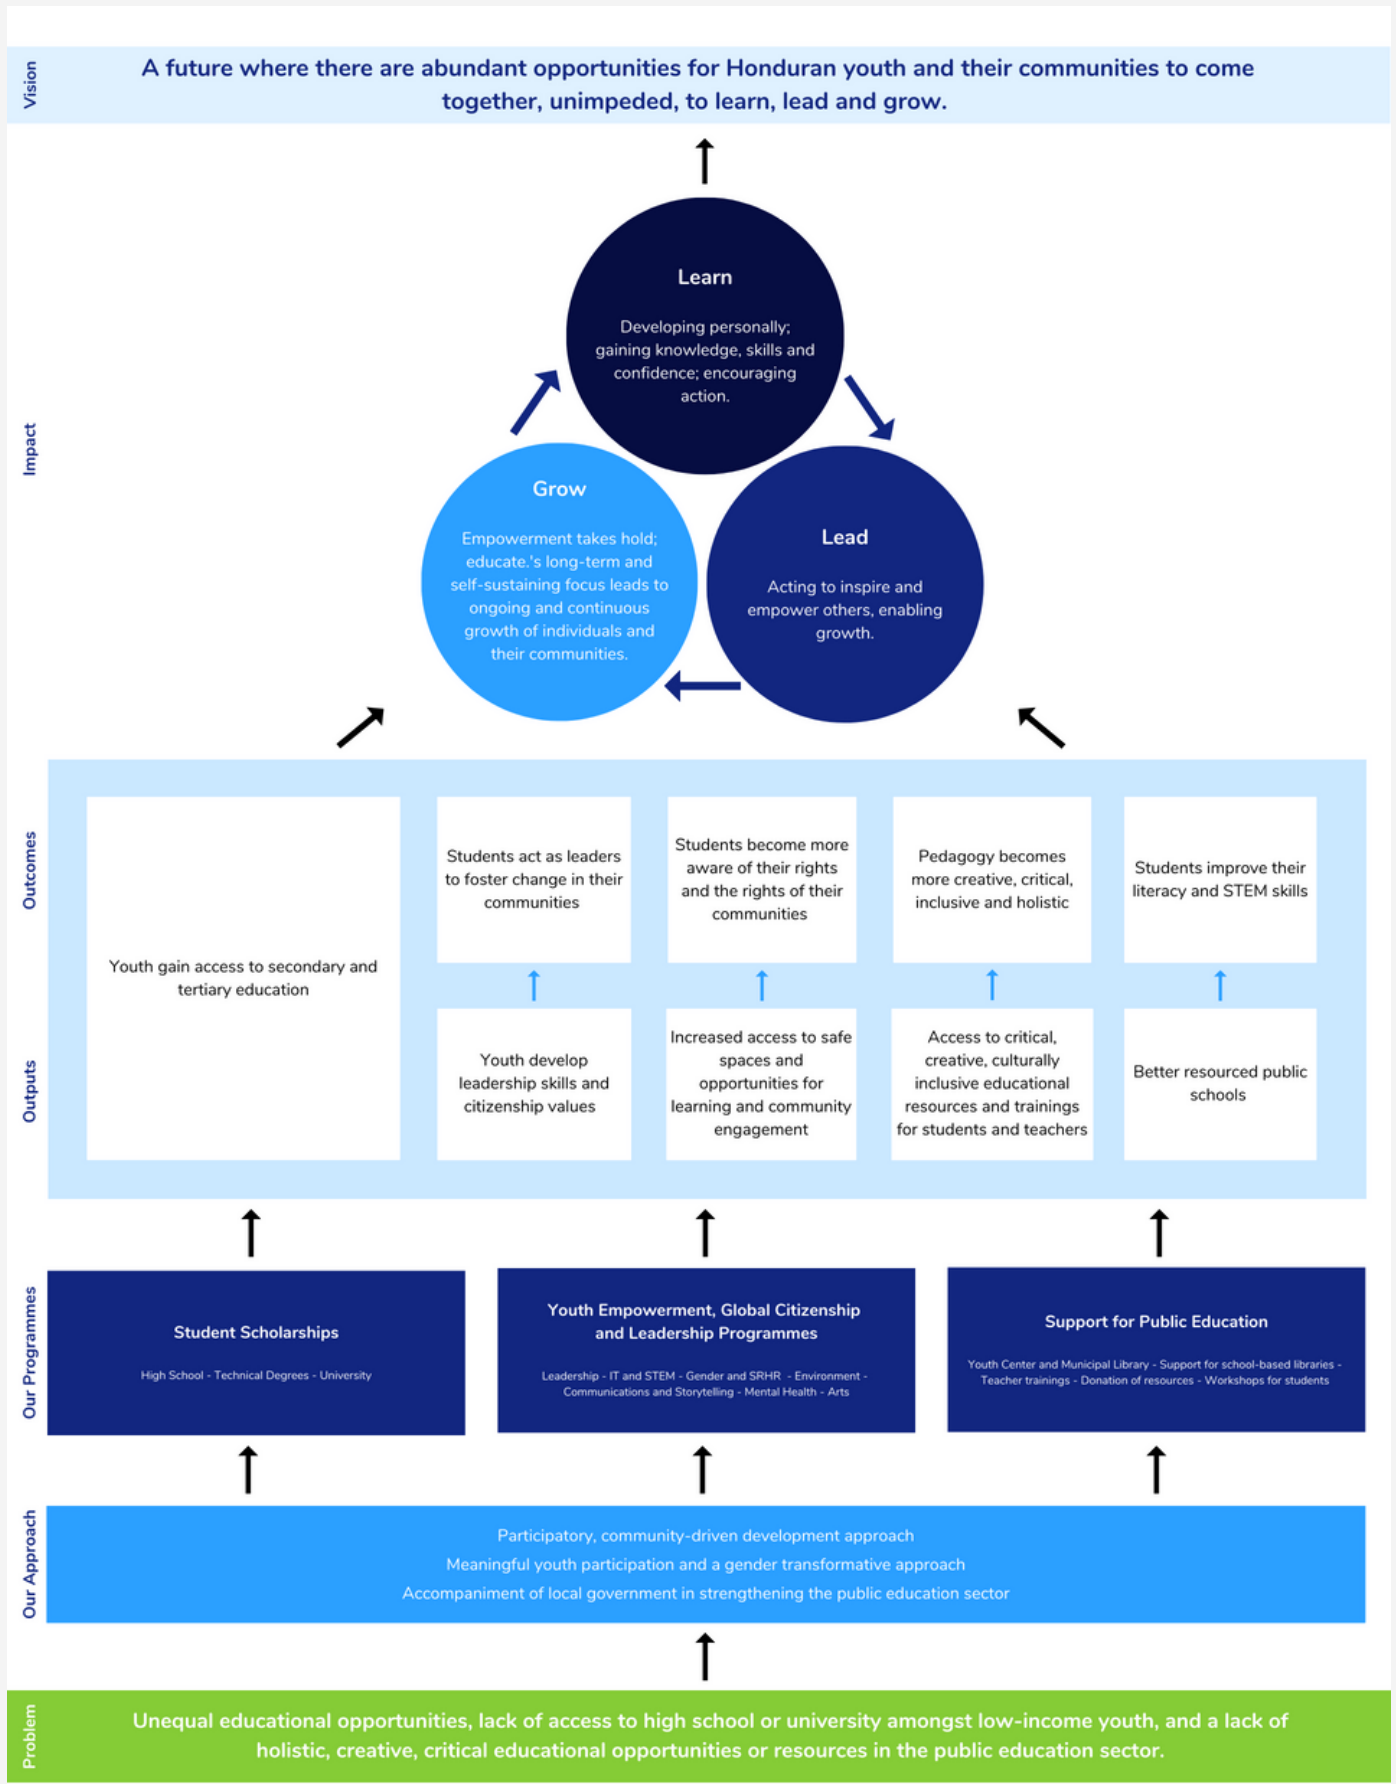 Vision
A future where there are abundant opportunities for Honduran youth and their communities to come
together, unimpeded, to learn, lead and grow.
Impact
Learn
Developing personally;
gaining knowledge, skills and
confidence; encouraging
action.
Grow
Empowerment takes hold;
educate.'s long-term and
self-sustaining focus leads to
ongoing and continuous
growth of individuals and
their communities.
Lead
Acting to inspire and
empower others, enabling
growth.
Outcomes
Youth gain access to secondary and
tertiary education
Students act as leaders
to foster change in their
communities
Students become more
aware of their rights
and the rights of their
communities
Pedagogy becomes
more creative, critical,
inclusive and holistic
Students improve their
literacy and STEM skills
Outputs
Youth develop
leadership skills and
citizenship values
Increased access to safe
spaces and
opportunities for
learning and community
engagement
Access to critical,
creative, culturally
inclusive educational
resources and trainings
for students and teachers
Better resourced public
schools
Our Programmes
Student Scholarships
High School - Technical Degrees - University
Youth Empowerment, Global Citizenship
and Leadership Programmes
Leadership - IT and STEM - Gender and SRHR - Environment -
Communications and Storytelling - Mental Health - Arts
Support for Public Education
Youth Center and Municipal Library - Support for school-based libraries -
Teacher trainings - Donation of resources - Workshops for students
Our Approach
Participatory, community-driven development approach
Meaningful youth participation and a gender transformative approach
Accompaniment of local government in strengthening the public education sector
Problem
Unequal educational opportunities, lack of access to high school or university amongst low-income youth, and a lack of
holistic, creative, critical educational opportunities or resources in the public education sector.